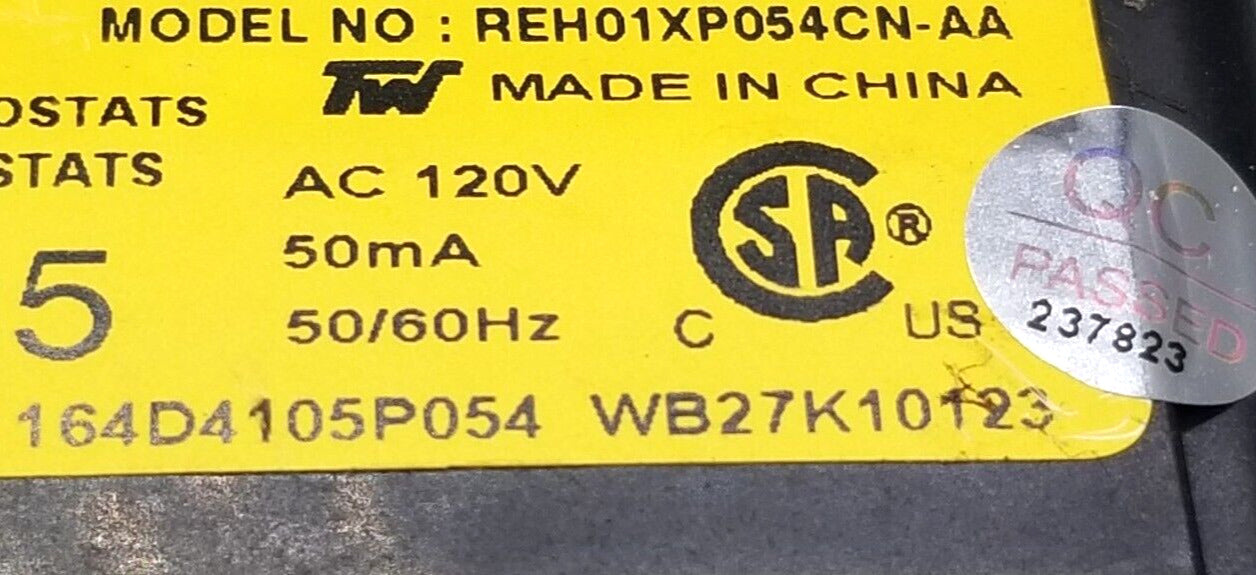 MODEL NO : REH01XP054CN-AA
MADE IN CHINA
OSTATS
STATS
AC 120V
50mA
50/60Hz
5
CSA ®
C US
164D4105P054 WB27K10123
QC
PASSED
237823